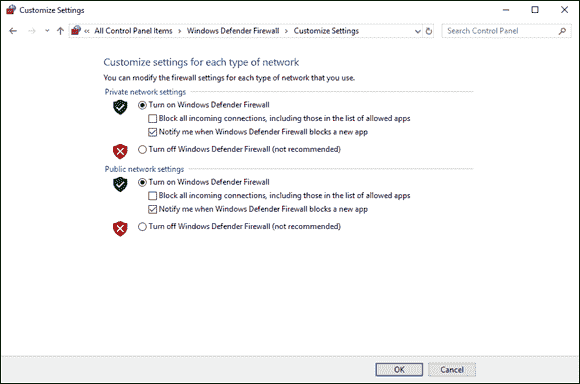 Customize Settings
All Control Panel Items > Windows Defender Firewall > Customize Settings
Search Control Panel
Customize settings for each type of network
You can modify the firewall settings for each type of network that you use.
Private network settings
Turn on Windows Defender Firewall
Block all incoming connections, including those in the list of allowed apps
Notify me when Windows Defender Firewall blocks a new app
Turn off Windows Defender Firewall (not recommended)
Public network settings
Turn on Windows Defender Firewall
Block all incoming connections, including those in the list of allowed apps
Notify me when Windows Defender Firewall blocks a new app
Turn off Windows Defender Firewall (not recommended)
OK
Cancel